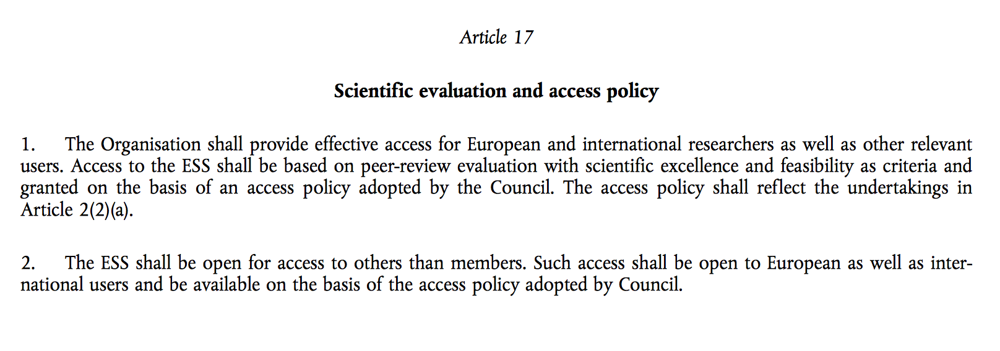 Article 17
Scientific evaluation and access policy
1. The Organisation shall provide effective access for European and international researchers as well as other relevant
users. Access to the ESS shall be based on peer-review evaluation with scientific excellence and feasibility as criteria and
granted on the basis of an access policy adopted by the Council. The access policy shall reflect the undertakings in
Article 2(2)(a).
2. The ESS shall be open for access to others than members. Such access shall be open to European as well as inter-
national users and be available on the basis of the access policy adopted by Council.